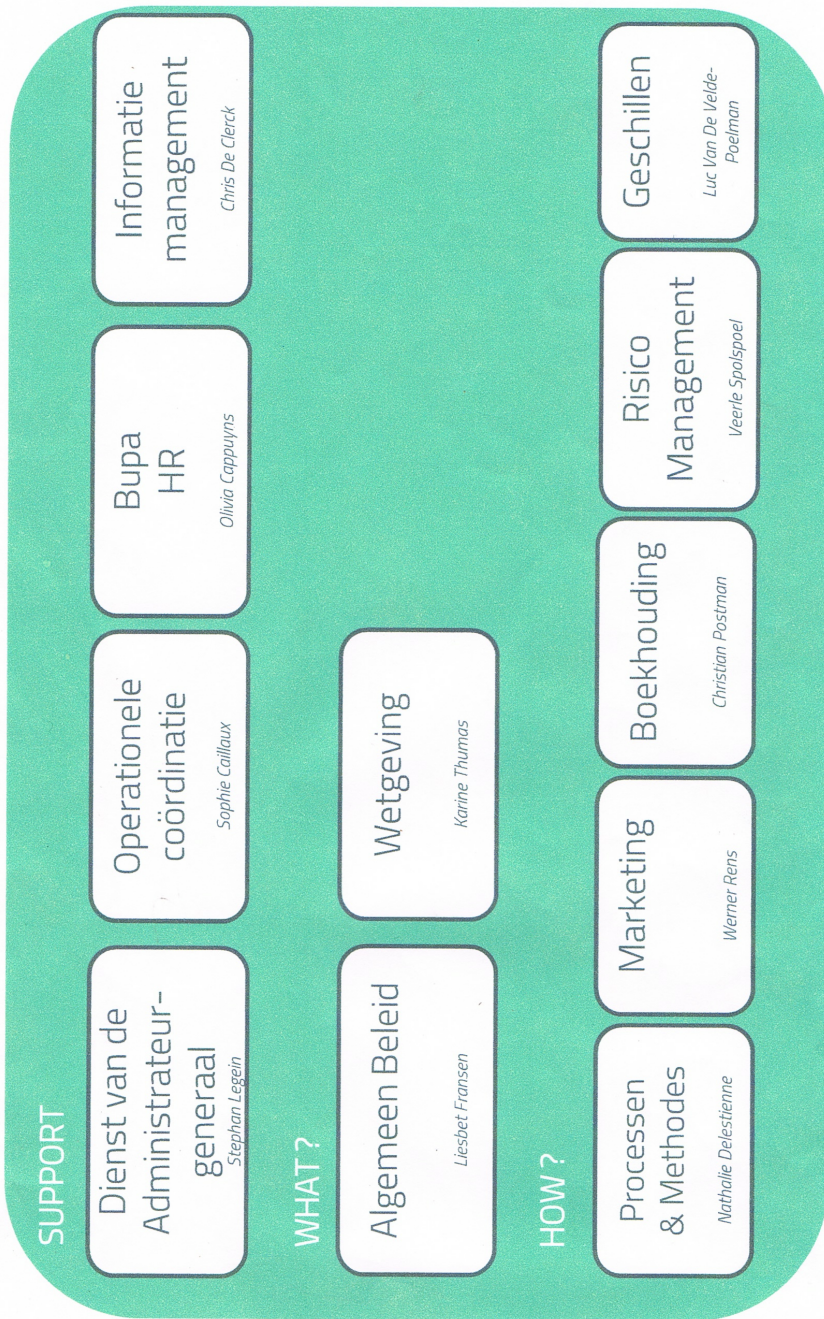 SUPPORT
Dienst van de
Administrateur-
generaal
Stephan Legein
Operationele
coördinatie
Sophie Caillaux
Bupa
HR
Olivia Cappuyns
Informatie
management
Chris De Clerck
WHAT ?
Algemeen Beleid
Liesbet Fransen
Wetgeving
Karine Thumas
HOW ?
Processen
& Methodes
Nathalie Delestienne
Marketing
Werner Rens
Boekhouding
Christian Postman
Risico
Management
Veerle Spolspoel
Geschillen
Luc Van De Velde-
Poelman